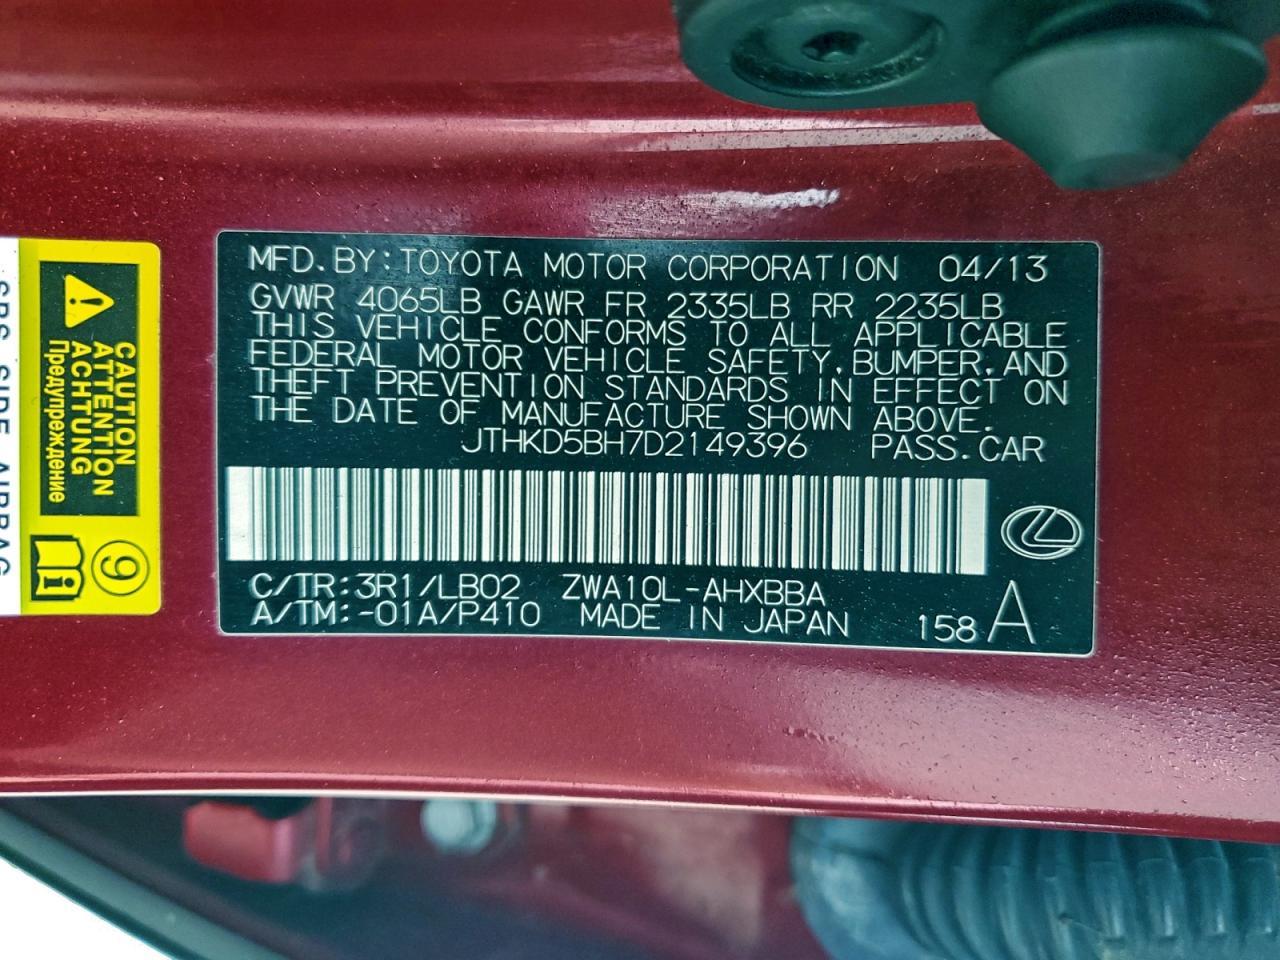 MFD.BY:TOYOTA MOTOR CORPORATION 04/13
GVWR 4065LB GAWR FR 2335LB RR 2235LB
THIS VEHICLE CONFORMS TO ALL APPLICABLE
FEDERAL MOTOR VEHICLE SAFETY,BUMPER,AND
THEFT PREVENTION STANDARDS IN EFFECT ON
THE DATE OF MANUFACTURE SHOWN ABOVE.
JTHKD5BH7D2149396 PASS.CAR
C/TR:3R1/LB02 ZWA10L-AHXBBA
A/TM:-01A/P410 MADE IN JAPAN 158 A
CAUTION
ATTENTION
ACHTUNG
Предупреждение
9
SRS SIDE AIRBAG